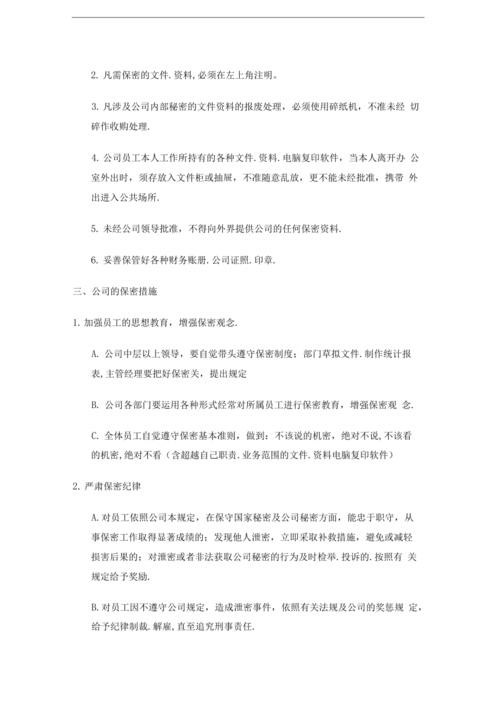 2. 凡需保密的文件.资料,必须在左上角注明。
3. 凡涉及公司内部秘密的文件资料的报废处理，必须使用碎纸机，不准未经 切
碎作收购处理.
4. 公司员工本人工作所持有的各种文件.资料.电脑复印软件，当本人离开办 公
室外出时，须存放入文件柜或抽屉，不准随意乱放，更不能未经批准，携带 外
出进入公共场所.
5. 未经公司领导批准，不得向外界提供公司的任何保密资料.
6. 妥善保管好各种财务账册.公司证照.印章.
三、公司的保密措施
1. 加强员工的思想教育，增强保密观念.
A. 公司中层以上领导，要自觉带头遵守保密制度；部门草拟文件.制作统计报
表,主管经理要把好保密关，提出规定
B. 公司各部门要运用各种形式经常对所属员工进行保密教育，增强保密观 念.
C. 全体员工自觉遵守保密基本准则，做到：不该说的机密，绝对不说,不该看
的机密,绝对不看（含超越自己职责.业务范围的文件.资料电脑复印软件）
2. 严肃保密纪律
A.对员工依照公司本规定，在保守国家秘密及公司秘密方面，能忠于职守，从
事保密工作取得显著成绩的；发现他人泄密，立即采取补救措施，避免或减轻
损害后果的；对泄密或者非法获取公司秘密的行为及时检举.投诉的.按照有 关
规定给予奖励.
B.对员工因不遵守公司规定，造成泄密事件，依照有关法规及公司的奖惩规 定，
给予纪律制裁.解雇,直至追究刑事责任.